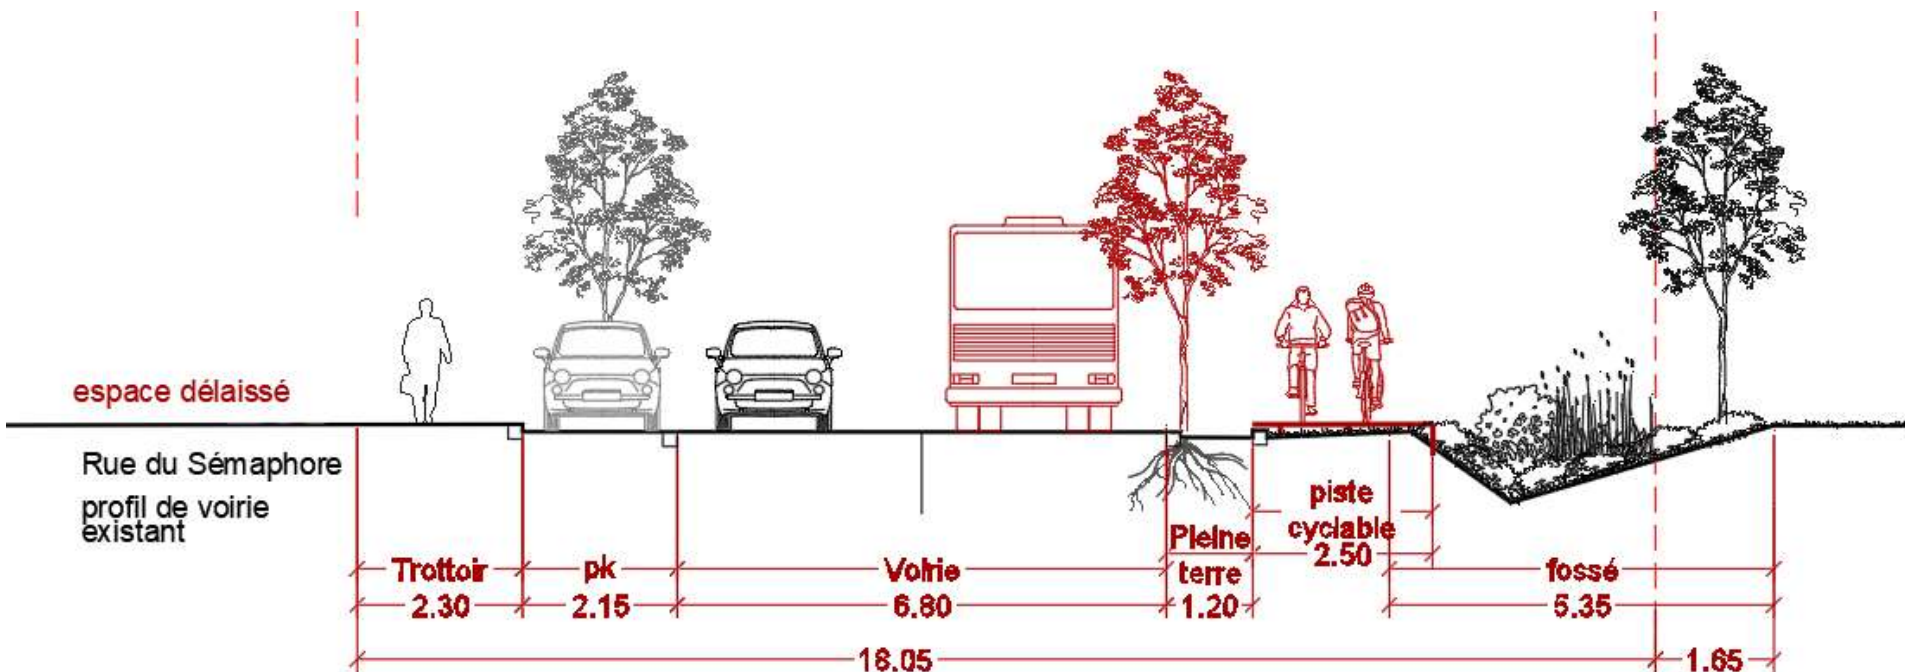 espace délaissé
Rue du Sémaphore
profil de voirie
existant
piste
cyclable
2.50
Pleine
terre
1.20
Trottoir
2.30
pk
2.15
Voirie
6.80
fossé
5.35
18.05
1.65